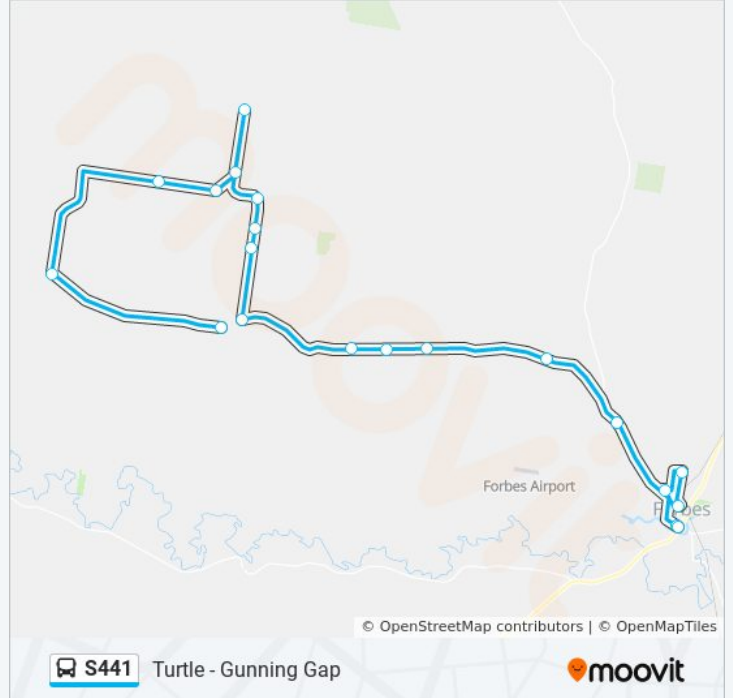 Forbes Airport
Forbes
© OpenStreetMap contributors | © OpenMapTiles
S441 Turtle - Gunning Gap
moovit